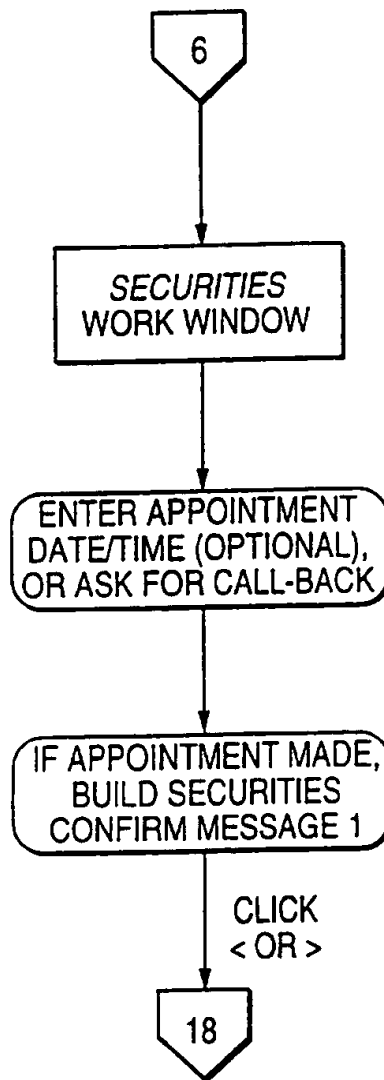 6
SECURITIES
WORK WINDOW
ENTER APPOINTMENT
DATE/TIME (OPTIONAL),
OR ASK FOR CALL-BACK
IF APPOINTMENT MADE,
BUILD SECURITIES
CONFIRM MESSAGE 1
CLICK
< OR >
18